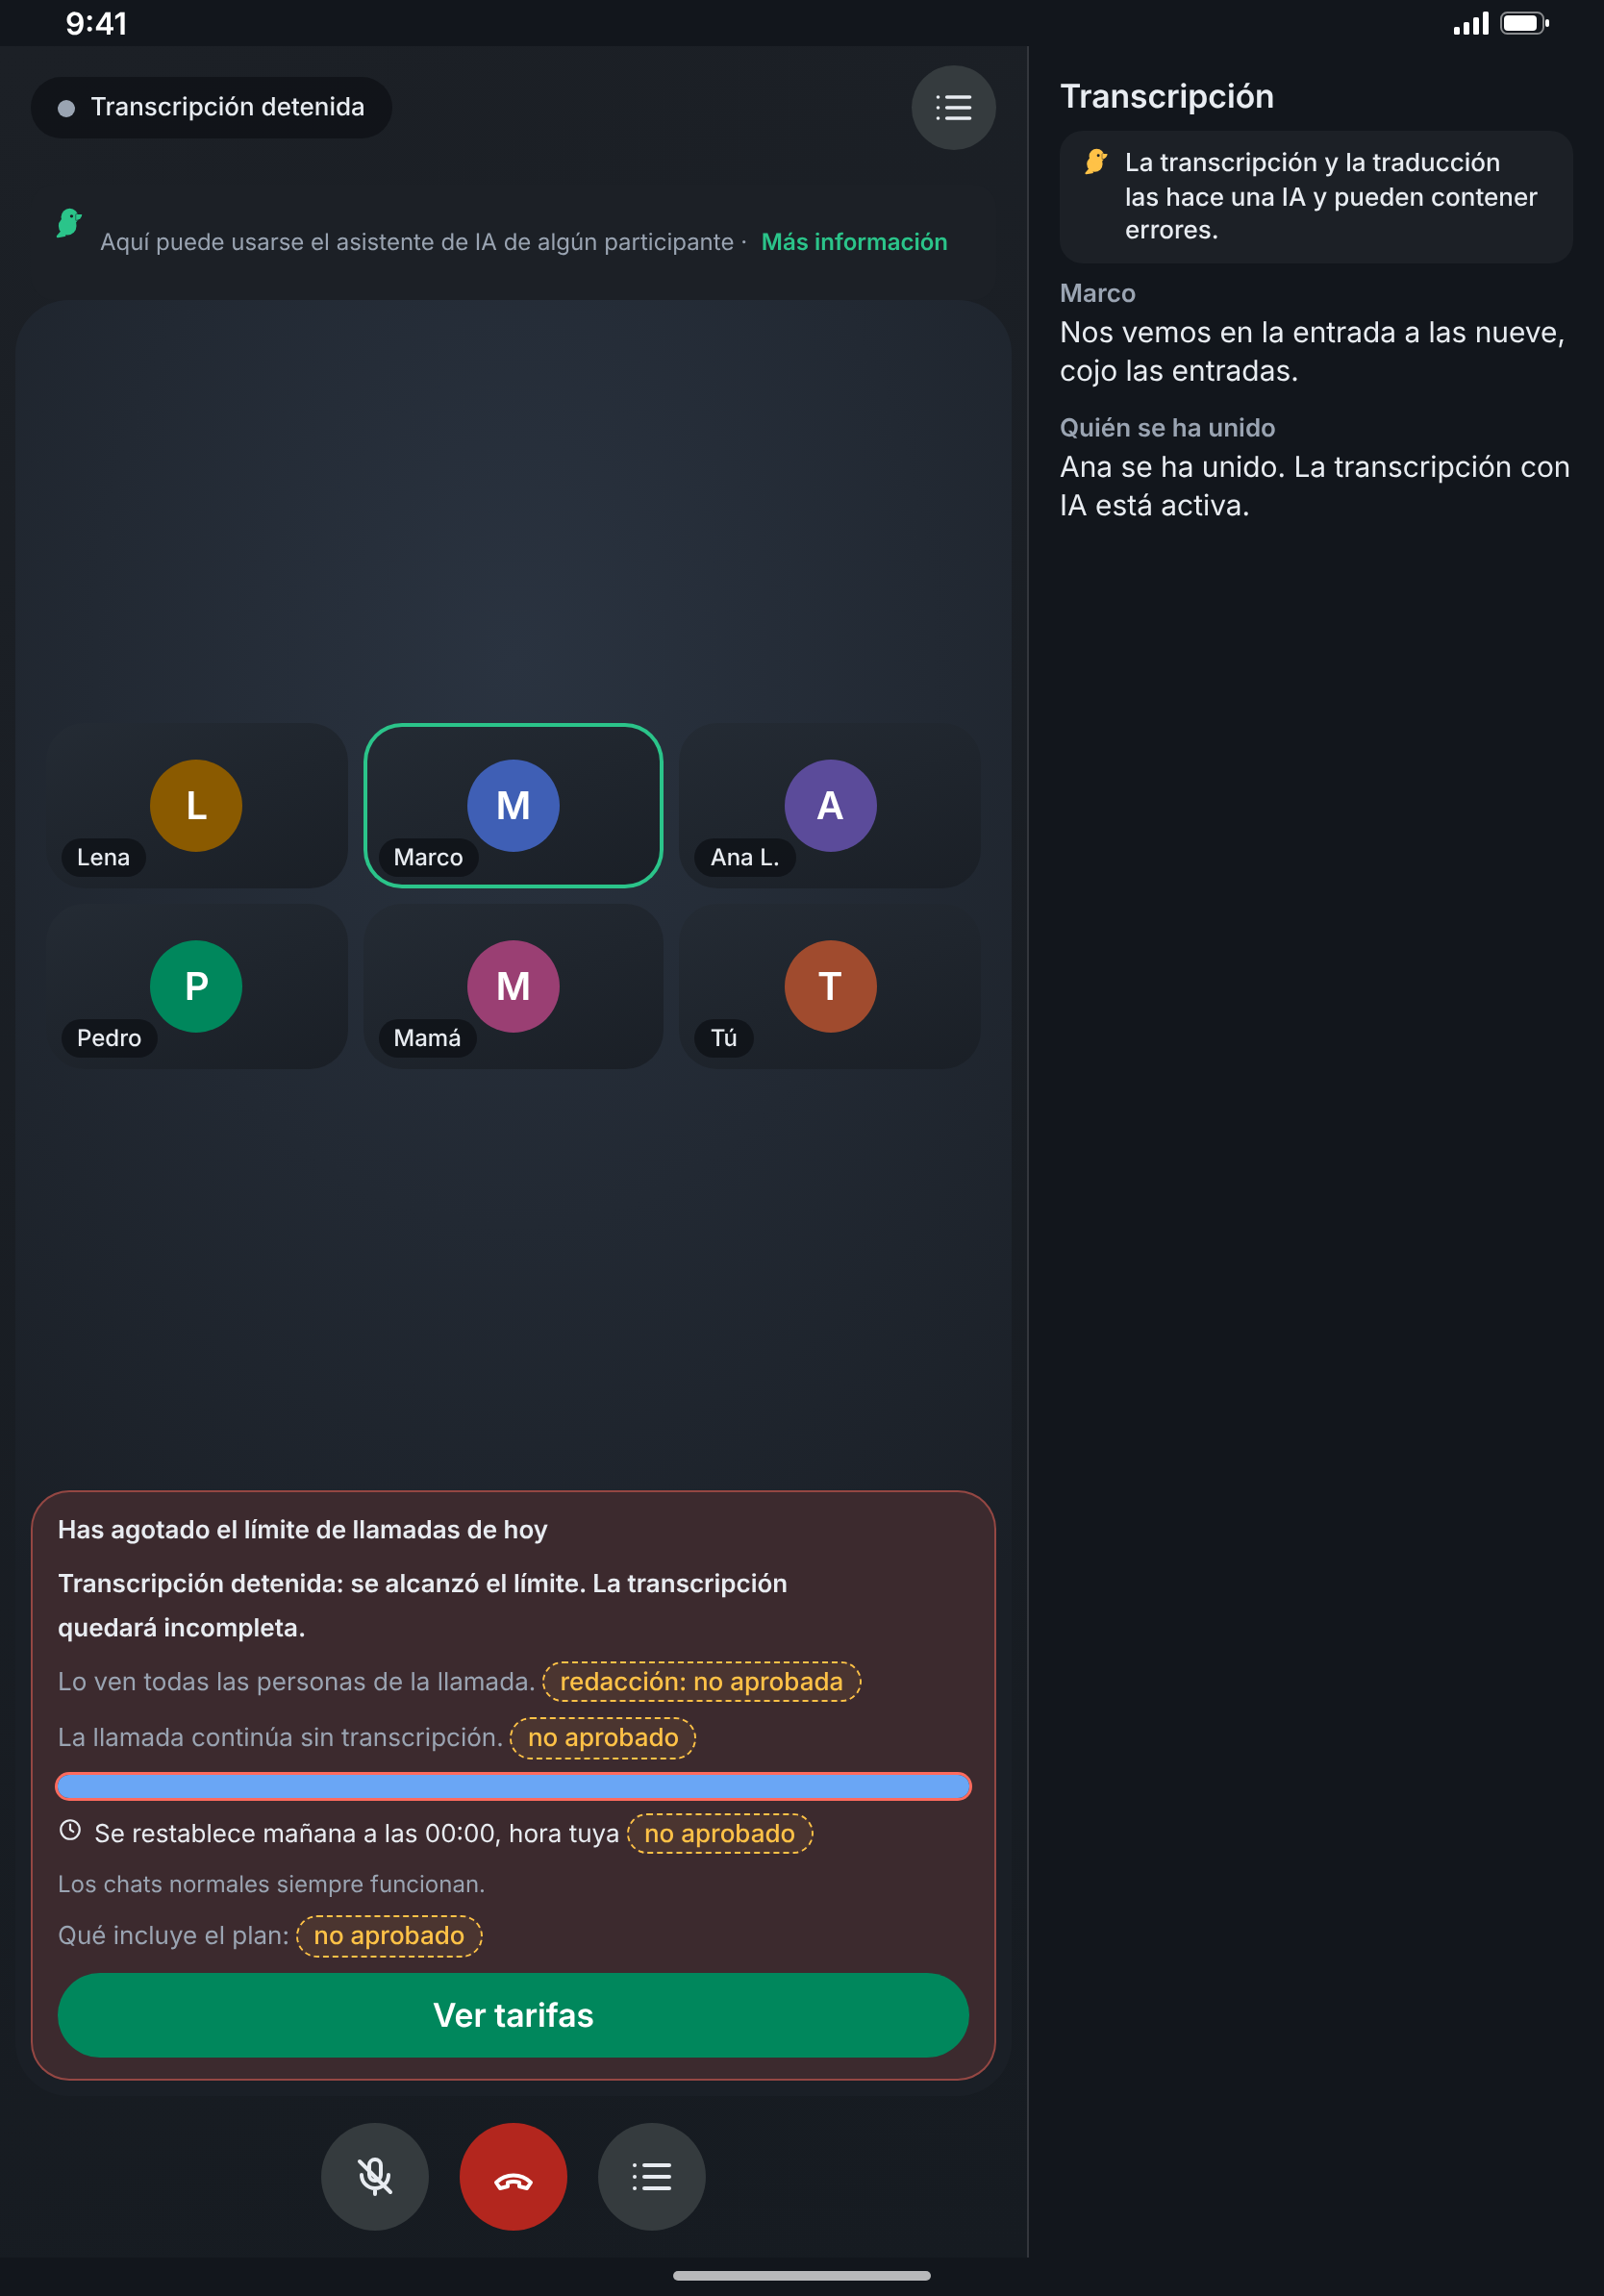 9:41
Transcripción detenida
Aquí puede usarse el asistente de IA de algún participante · Más información
L
Lena
M
Marco
A
Ana L.
P
Pedro
M
Mamá
T
Tú
Has agotado el límite de llamadas de hoy
Transcripción detenida: se alcanzó el límite. La transcripción
quedará incompleta.
Lo ven todas las personas de la llamada. redacción: no aprobada
La llamada continúa sin transcripción. no aprobado
Se restablece mañana a las 00:00, hora tuya no aprobado
Los chats normales siempre funcionan.
Qué incluye el plan: no aprobado
Ver tarifas
Transcripción
La transcripción y la traducción
las hace una IA y pueden contener
errores.
Marco
Nos vemos en la entrada a las nueve,
cojo las entradas.
Quién se ha unido
Ana se ha unido. La transcripción con
IA está activa.